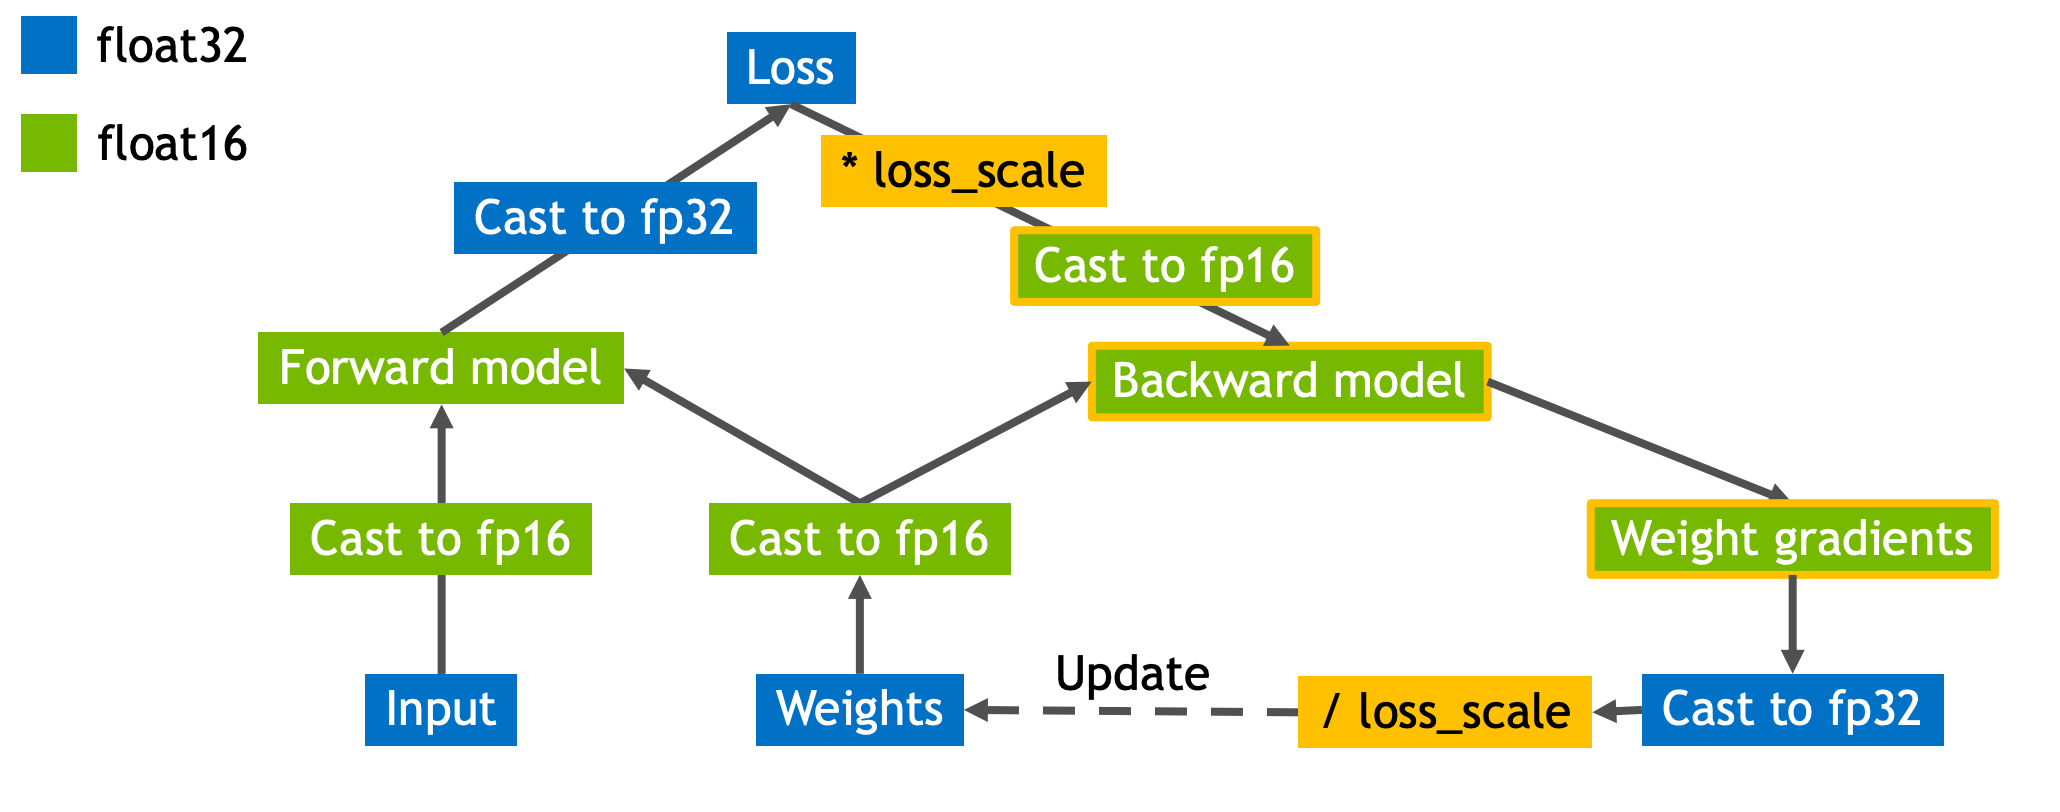 float32
float16
Loss
* loss_scale
Cast to fp32
Cast to fp16
Forward model
Backward model
Cast to fp16
Cast to fp16
Weight gradients
Input
Weights
Update
/ loss_scale
Cast to fp32